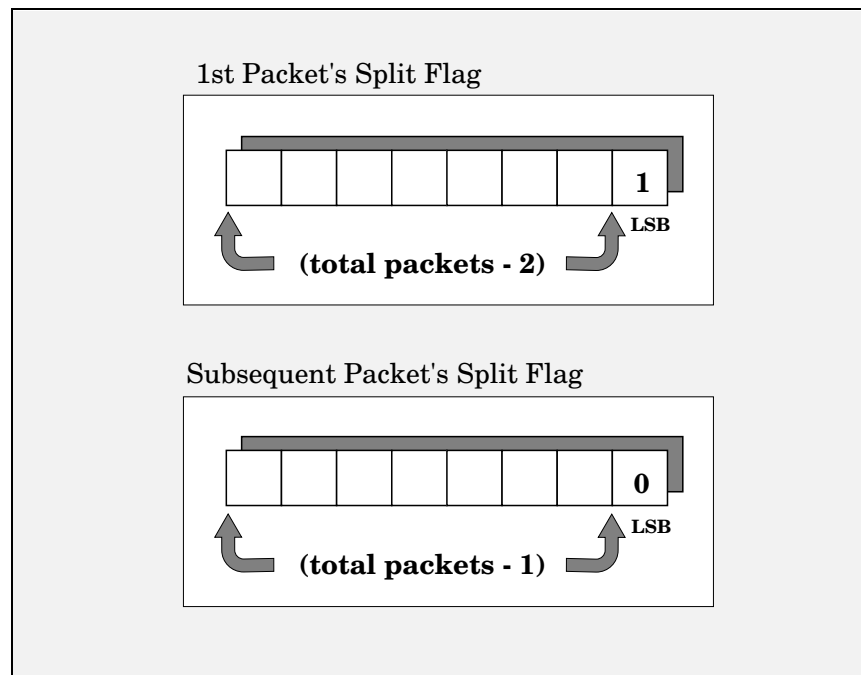 1st Packet's Split Flag
1
LSB
(total packets - 2)
Subsequent Packet's Split Flag
0
LSB
(total packets - 1)